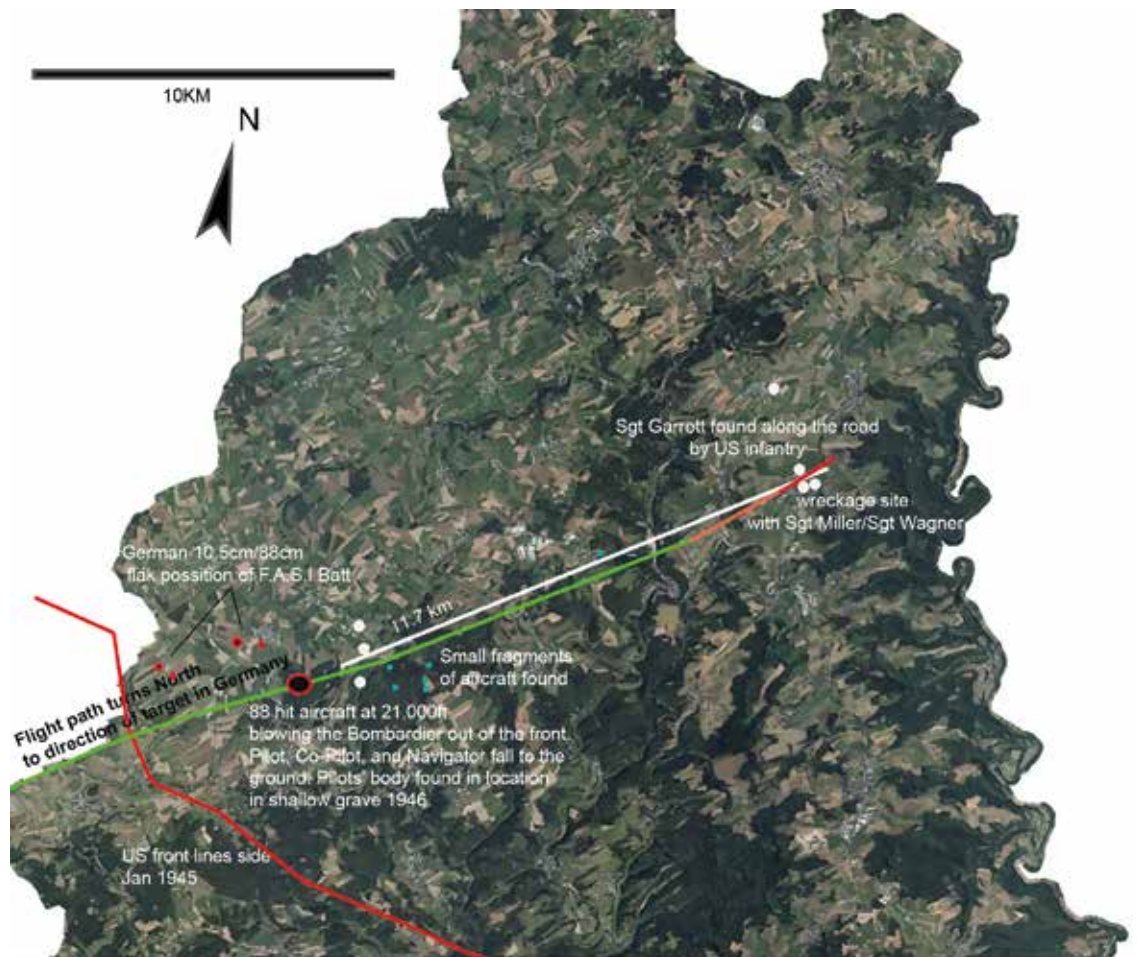 10KM
N
Sgt Garrett found along the road
by US infantry
wreckage site
with Sgt Miller/Sgt Wagner
German 10.5cm/88cm
flak possition of F.A.S.I Batt
11.7 km
Small fragments
of aircraft found
Flight path turns North
to direction of target in Germany
88 hit aircraft at 21.000ft
blowing the Bombardier out of the front.
Pilot, Co-Pilot, and Navigator fall to the
ground. Pilots' body found in location
in shallow grave 1946
US front lines side
Jan 1945